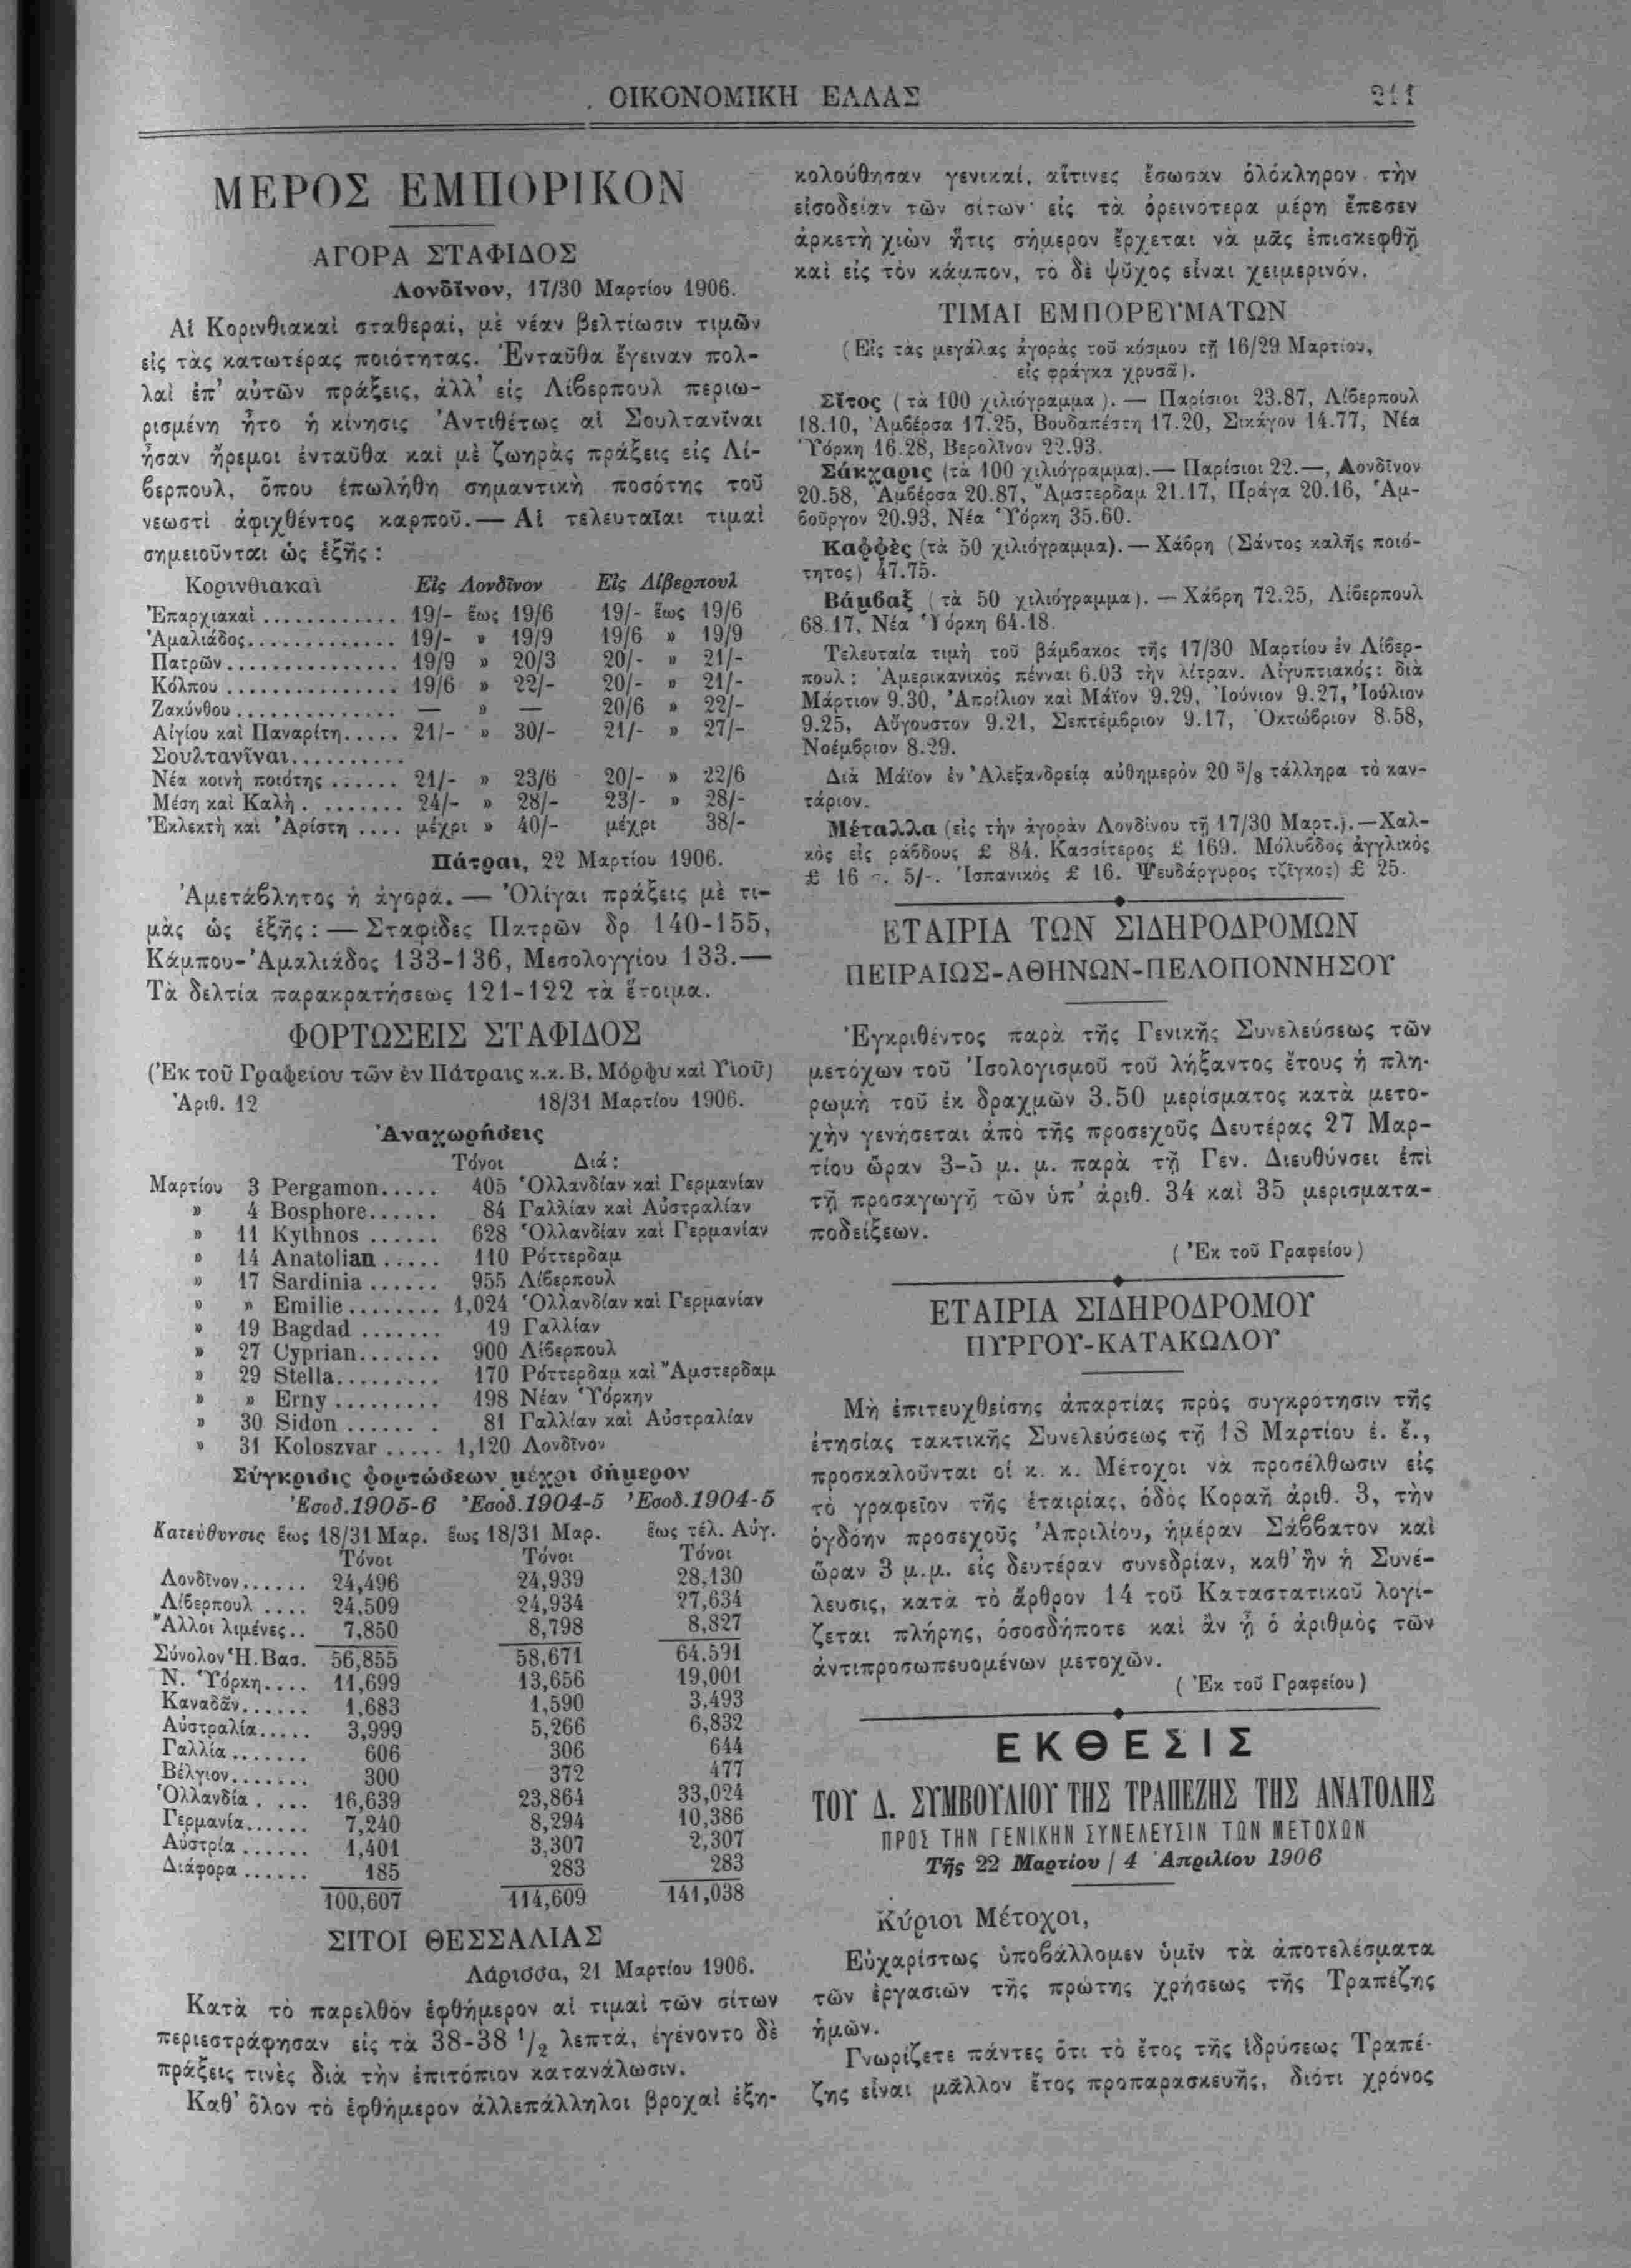 ΟΙΚΟΝΟΜΙΚΗ ΕΛΛΑΣ 211
ΜΕΡΟΣ ΕΜΠΟΡΙΚΟΝ
ΑΓΟΡΑ ΣΤΑΦΙΔΟΣ
Λονδῖνον, 17/30 Μαρτίου 1906.
Αἱ Κορινθιακαὶ σταθεραί, μὲ νέαν βελτίωσιν τιμῶν
εἰς τὰς κατωτέρας ποιότητας. Ἐνταῦθα ἔγειναν πολ-
λαὶ ἐπ' αὐτῶν πράξεις, ἀλλ' εἰς Λίβερπουλ περιω-
ρισμένη ἦτο ἡ κίνησις Ἀντιθέτως αἱ Σουλτανῖναι
ἦσαν ἤρεμοι ἐνταῦθα καὶ μὲ ζωηρὰς πράξεις εἰς Λί-
βερπουλ, ὅπου ἐπωλήθη σημαντικὴ ποσότης τοῦ
νεωστὶ ἀφιχθέντος καρποῦ.— Αἱ τελευταῖαι τιμαὶ
σημειοῦνται ὡς ἑξῆς :
Κορινθιακαὶ Εἰς Λονδῖνον Εἰς Λίβερπουλ
Ἐπαρχιακαὶ ............ 19/- ἕως 19/6 19/- ἕως 19/6
Ἀμαλιάδος............. 19/- » 19/9 19/6 » 19/9
Πατρῶν ............... 19/9 » 20/3 20/- » 21/-
Κόλπου ............... 19/6 » 22/- 20/- » 21/-
Ζακύνθου .............. — » — 20/6 » 22/-
Αἰγίου καὶ Παναρίτη..... 21/- » 30/- 21/- » 27/-
Σουλτανῖναι..........
Νέα κοινὴ ποιότης ...... 21/- » 23/6 20/- » 22/6
Μέση καὶ Καλὴ . ....... 24/- » 28/- 23/- » 28/-
Ἐκλεκτὴ καὶ Ἀρίστη .... μέχρι » 40/- μέχρι 38/-
Πάτραι, 22 Μαρτίου 1906.
Ἀμετάβλητος ἡ ἀγορά. — Ὀλίγαι πράξεις μὲ τι-
μὰς ὡς ἑξῆς : — Σταφίδες Πατρῶν δρ 140-155,
Κάμπου-Ἀμαλιάδος 133-136, Μεσολογγίου 133.—
Τὰ δελτία παρακρατήσεως 121-122 τὰ ἕτοιμα.
ΦΟΡΤΩΣΕΙΣ ΣΤΑΦΙΔΟΣ
(Ἐκ τοῦ Γραφείου τῶν ἐν Πάτραις κ.κ. Β. Μόρφυ καὶ Υἱοῦ)
Ἀριθ. 12 18/31 Μαρτίου 1906.
Ἀναχωρήσεις
Τόνοι Διά :
Μαρτίου 3 Pergamon..... 405 Ὁλλανδίαν καὶ Γερμανίαν
» 4 Bosphore...... 84 Γαλλίαν καὶ Αὐστραλίαν
» 11 Kythnos ...... 628 Ὁλλανδίαν καὶ Γερμανίαν
» 14 Anatolian ..... 110 Ρόττερδαμ
» 17 Sardinia ...... 955 Λίβερπουλ
» » Emilie ........ 1,024 Ὁλλανδίαν καὶ Γερμανίαν
» 19 Bagdad ....... 19 Γαλλίαν
» 27 Cyprian....... 900 Λίβερπουλ
» 29 Stella......... 170 Ρόττερδαμ καὶ Ἄμστερδαμ
» » Erny ......... 198 Νέαν Ὑόρκην
» 30 Sidon ...... . 81 Γαλλίαν καὶ Αὐστραλίαν
» 31 Koloszvar ..... 1,120 Λονδῖνον
Σύγκρισις φορτώσεων μέχρι σήμερον
Ἐσοδ.1905-6 Ἐσοδ.1904-5 Ἐσοδ.1904-5
Κατεύθυνσις ἕως 18/31 Μαρ. ἕως 18/31 Μαρ. ἕως τέλ. Αὐγ.
Τόνοι Τόνοι Τόνοι
Λονδῖνον...... 24,496 24,939 28,130
Λίβερπουλ .... 24,509 24,934 27,634
Ἄλλοι λιμένες.. 7,850 8,798 8,827
Σύνολον Ἡ. Βασ. 56,855 58,671 64,591
Ν. Ὑόρκη.... 11,699 13,656 19,001
Καναδᾶν...... 1,683 1,590 3,493
Αὐστραλία..... 3,999 5,266 6,832
Γαλλία ....... 606 306 644
Βέλγιον....... 300 372 477
Ὁλλανδία . ... 16,639 23,864 33,024
Γερμανία...... 7,240 8,294 10,386
Αὐστρία ...... 1,401 3,307 2,307
Διάφορα ...... 185 283 283
100,607 114,609 141,038
ΣΙΤΟΙ ΘΕΣΣΑΛΙΑΣ
Λάρισσα, 21 Μαρτίου 1906.
Κατὰ τὸ παρελθὸν ἑφθήμερον αἱ τιμαὶ τῶν σίτων
περιεστράφησαν εἰς τὰ 38-38 1/2 λεπτά, ἐγένοντο δὲ
πράξεις τινὲς διὰ τὴν ἐπιτόπιον κατανάλωσιν.
Καθ' ὅλον τὸ ἑφθήμερον ἀλλεπάλληλοι βροχαὶ ἐξη-
κολούθησαν γενικαί, αἵτινες ἔσωσαν ὁλόκληρον τὴν
εἰσοδείαν τῶν σίτων· εἰς τὰ ὀρεινότερα μέρη ἔπεσεν
ἀρκετὴ χιὼν ἥτις σήμερον ἔρχεται νὰ μᾶς ἐπισκεφθῇ
καὶ εἰς τὸν κάμπον, τὸ δὲ ψῦχος εἶναι χειμερινόν.
ΤΙΜΑΙ ΕΜΠΟΡΕΥΜΑΤΩΝ
(Εἰς τὰς μεγάλας ἀγορὰς τοῦ κόσμου τῇ 16/29 Μαρτίου,
εἰς φράγκα χρυσᾶ).
Σῖτος (τὰ 100 χιλιόγραμμα ). — Παρίσιοι 23.87, Λίβερπουλ
18.10, Ἀμβέρσα 17.25, Βουδαπέστη 17.20, Σικάγον 14.77, Νέα
Ὑόρκη 16.28, Βερολῖνον 22.93.
Σάκχαρις (τὰ 100 χιλιόγραμμα).— Παρίσιοι 22.—, Λονδῖνον
20.58, Ἀμβέρσα 20.87, Ἄμστερδαμ 21.17, Πράγα 20.16, Ἁμ-
βοῦργον 20.93, Νέα Ὑόρκη 35.60.
Καφφὲς (τὰ 50 χιλιόγραμμα). — Χάβρη (Σάντος καλῆς ποιό-
τητος) 47.75.
Βάμβαξ (τὰ 50 χιλιόγραμμα). — Χάβρη 72.25, Λίβερπουλ
68.17, Νέα Ὑόρκη 64.18.
Τελευταία τιμὴ τοῦ βάμβακος τῆς 17/30 Μαρτίου ἐν Λίβερ-
πουλ : Ἀμερικανικὸς πένναι 6.03 τὴν λίτραν. Αἰγυπτιακός: διὰ
Μάρτιον 9.30, Ἀπρίλιον καὶ Μάϊον 9.29, Ἰούνιον 9.27, Ἰούλιον
9.25, Αὔγουστον 9.21, Σεπτέμβριον 9.17, Ὀκτώβριον 8.58,
Νοέμβριον 8.29.
Διὰ Μάϊον ἐν Ἀλεξανδρείᾳ αὐθημερὸν 20 5/8 τάλληρα τὸ καν-
τάριον.
Μέταλλα (εἰς τὴν ἀγορὰν Λονδίνου τῇ 17/30 Μαρτ.).—Χαλ-
κὸς εἰς ράβδους £ 84. Κασσίτερος £ 169. Μόλυβδος ἀγγλικὸς
£ 16 5/-. Ἱσπανικὸς £ 16. Ψευδάργυρος τζῖγκος) £ 25.
ΕΤΑΙΡΙΑ ΤΩΝ ΣΙΔΗΡΟΔΡΟΜΩΝ
ΠΕΙΡΑΙΩΣ-ΑΘΗΝΩΝ-ΠΕΛΟΠΟΝΝΗΣΟΥ
Ἐγκριθέντος παρὰ τῆς Γενικῆς Συνελεύσεως τῶν
μετόχων τοῦ Ἰσολογισμοῦ τοῦ λήξαντος ἔτους ἡ πλη-
ρωμὴ τοῦ ἐκ δραχμῶν 3.50 μερίσματος κατὰ μετο-
χὴν γενήσεται ἀπὸ τῆς προσεχοῦς Δευτέρας 27 Μαρ-
τίου ὥραν 3-5 μ. μ. παρὰ τῇ Γεν. Διευθύνσει ἐπὶ
τῇ προσαγωγῇ τῶν ὑπ' ἀριθ. 34 καὶ 35 μερισματα-
ποδείξεων.
( Ἐκ τοῦ Γραφείου)
ΕΤΑΙΡΙΑ ΣΙΔΗΡΟΔΡΟΜΟΥ
ΠΥΡΓΟΥ-ΚΑΤΑΚΩΛΟΥ
Μὴ ἐπιτευχθείσης ἀπαρτίας πρὸς συγκρότησιν τῆς
ἐτησίας τακτικῆς Συνελεύσεως τῇ 18 Μαρτίου ἐ. ἔ.,
προσκαλοῦνται οἱ κ. κ. Μέτοχοι νὰ προσέλθωσιν εἰς
τὸ γραφεῖον τῆς ἑταιρίας, ὁδὸς Κοραῆ ἀριθ. 3, τὴν
ὀγδόην προσεχοῦς Ἀπριλίου, ἡμέραν Σάββατον καὶ
ὥραν 3 μ.μ. εἰς δευτέραν συνεδρίαν, καθ' ἣν ἡ Συνέ-
λευσις, κατὰ τὸ ἄρθρον 14 τοῦ Καταστατικοῦ λογί-
ζεται πλήρης, ὁσοσδήποτε καὶ ἂν ᾖ ὁ ἀριθμὸς τῶν
ἀντιπροσωπευομένων μετοχῶν.
( Ἐκ τοῦ Γραφείου)
ΕΚΘΕΣΙΣ
ΤΟΥ Δ. ΣΥΜΒΟΥΛΙΟΥ ΤΗΣ ΤΡΑΠΕΖΗΣ ΤΗΣ ΑΝΑΤΟΛΗΣ
ΠΡΟΣ ΤΗΝ ΓΕΝΙΚΗΝ ΣΥΝΕΛΕΥΣΙΝ ΤΩΝ ΜΕΤΟΧΩΝ
Τῆς 22 Μαρτίου / 4 Ἀπριλίου 1906
Κύριοι Μέτοχοι,
Εὐχαρίστως ὑποβάλλομεν ὑμῖν τὰ ἀποτελέσματα
τῶν ἐργασιῶν τῆς πρώτης χρήσεως τῆς Τραπέζης
ἡμῶν.
Γνωρίζετε πάντες ὅτι τὸ ἔτος τῆς ἱδρύσεως Τραπέ-
ζης εἶναι μᾶλλον ἔτος προπαρασκευῆς, διότι χρόνος